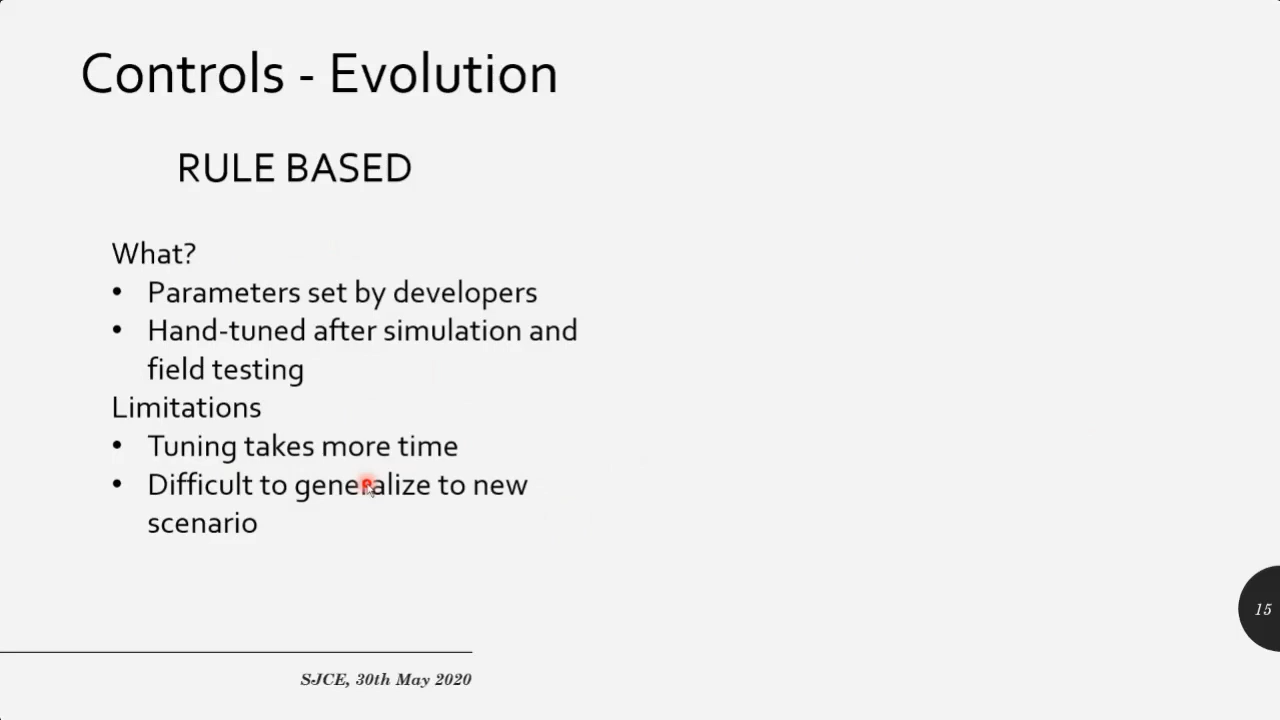 Controls - Evolution
RULE BASED
What?
• Parameters set by developers
• Hand-tuned after simulation and
field testing
Limitations
• Tuning takes more time
• Difficult to generalize to new
scenario
15
SJCE, 30th May 2020